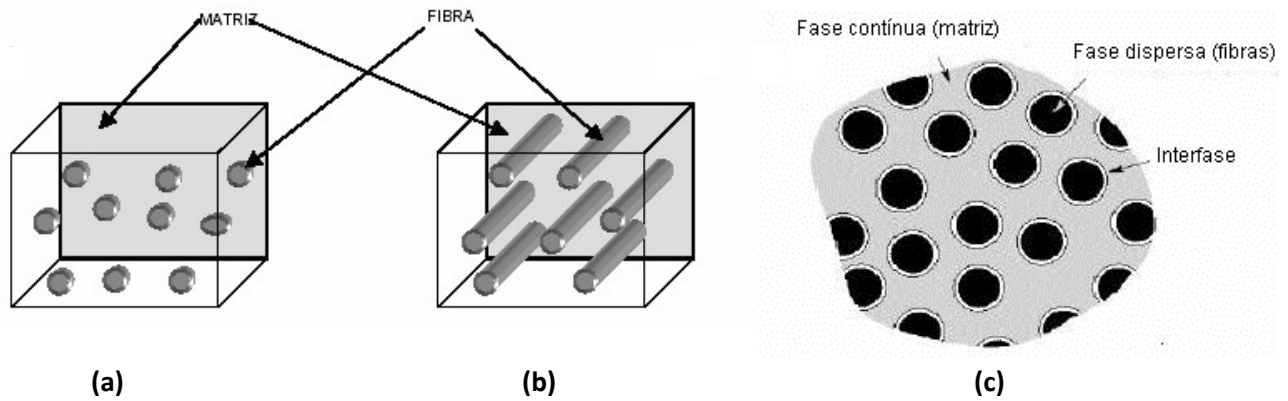 MATRIZ
FIBRA
Fase contínua (matriz)
Fase dispersa (fibras)
Interfase
(a)
(b)
(c)